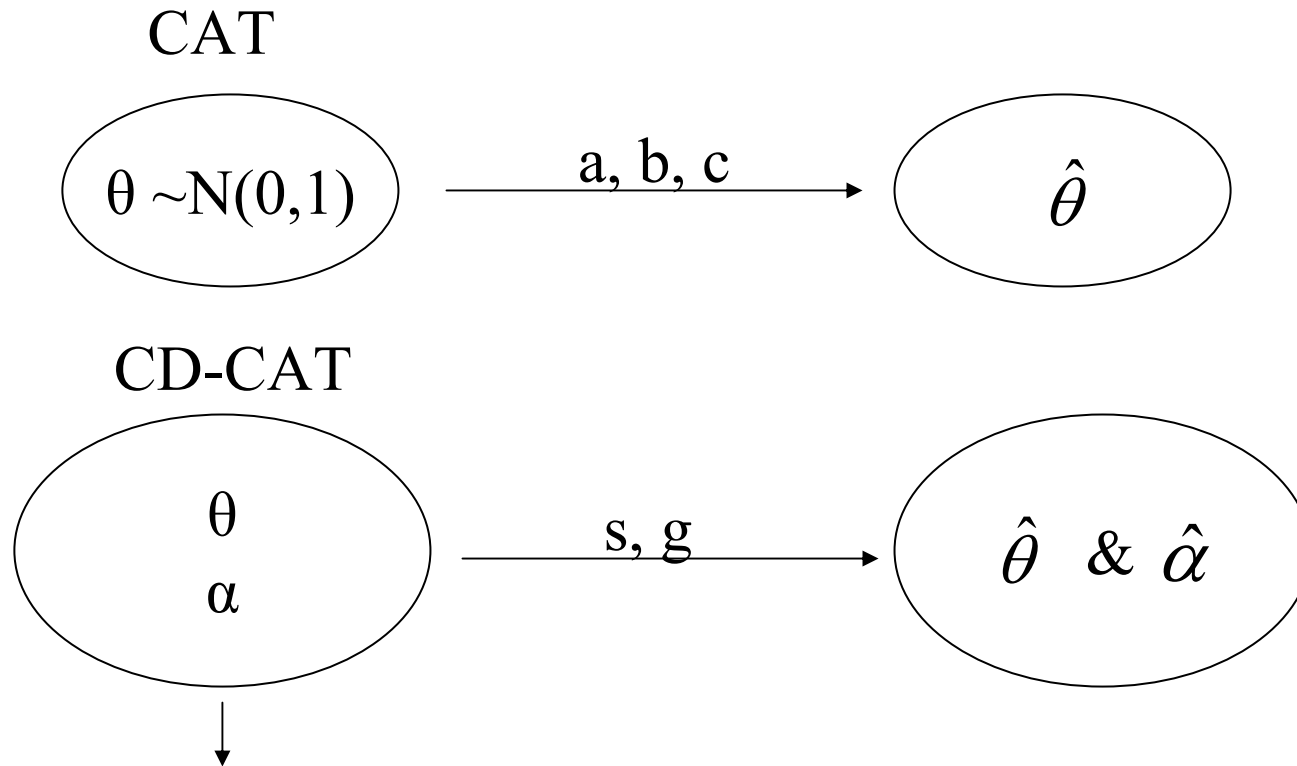 CAT
θ ~N(0,1)
a, b, c
θ̂
CD-CAT
θ
α
s, g
θ̂ & α̂